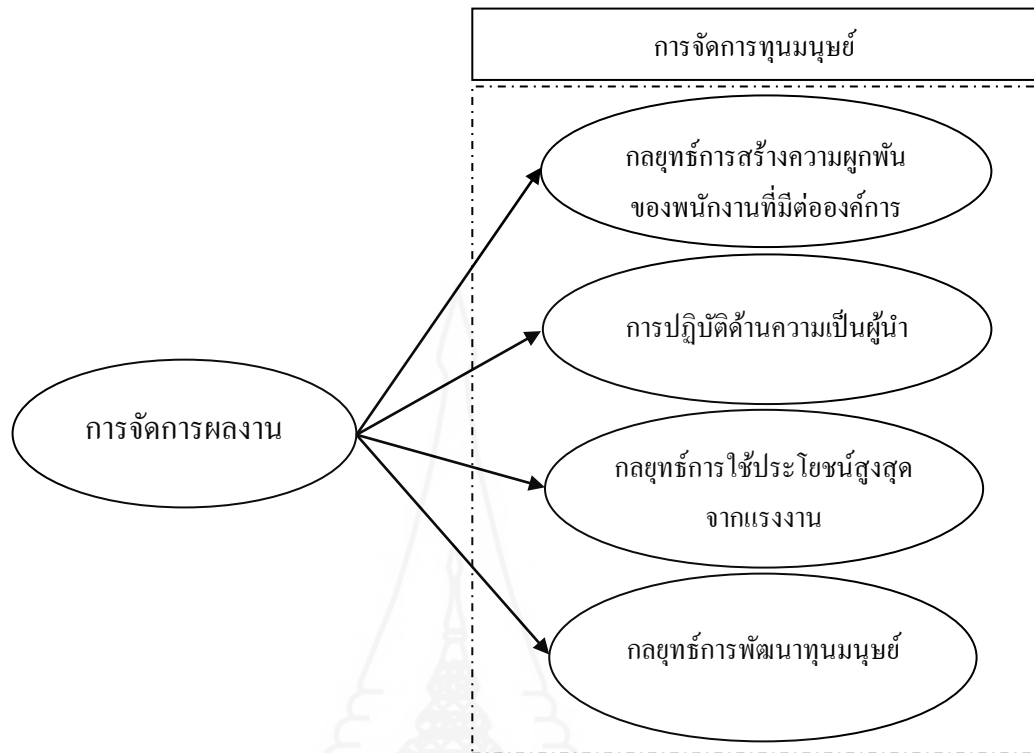 การจัดการทุนมนุษย์
กลยุทธ์การสร้างความผูกพัน
ของพนักงานที่มีต่อองค์การ
การปฏิบัติด้านความเป็นผู้นำ
การจัดการผลงาน
กลยุทธ์การใช้ประโยชน์สูงสุด
จากแรงงาน
กลยุทธ์การพัฒนาทุนมนุษย์